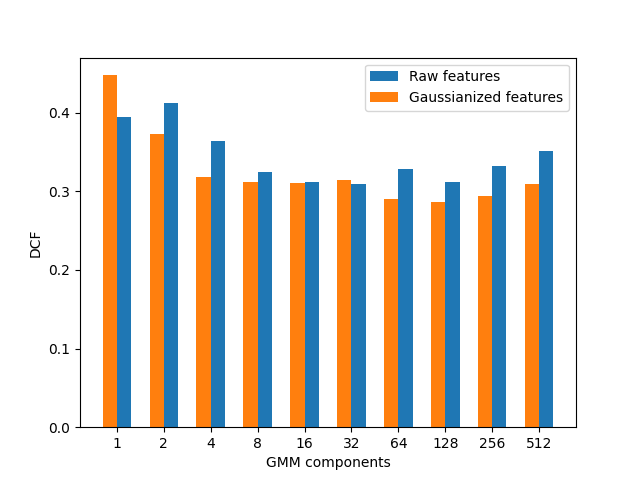 Raw features
Gaussianized features
DCF
0.4
0.3
0.2
0.1
0.0
1 2 4 8 16 32 64 128 256 512
GMM components